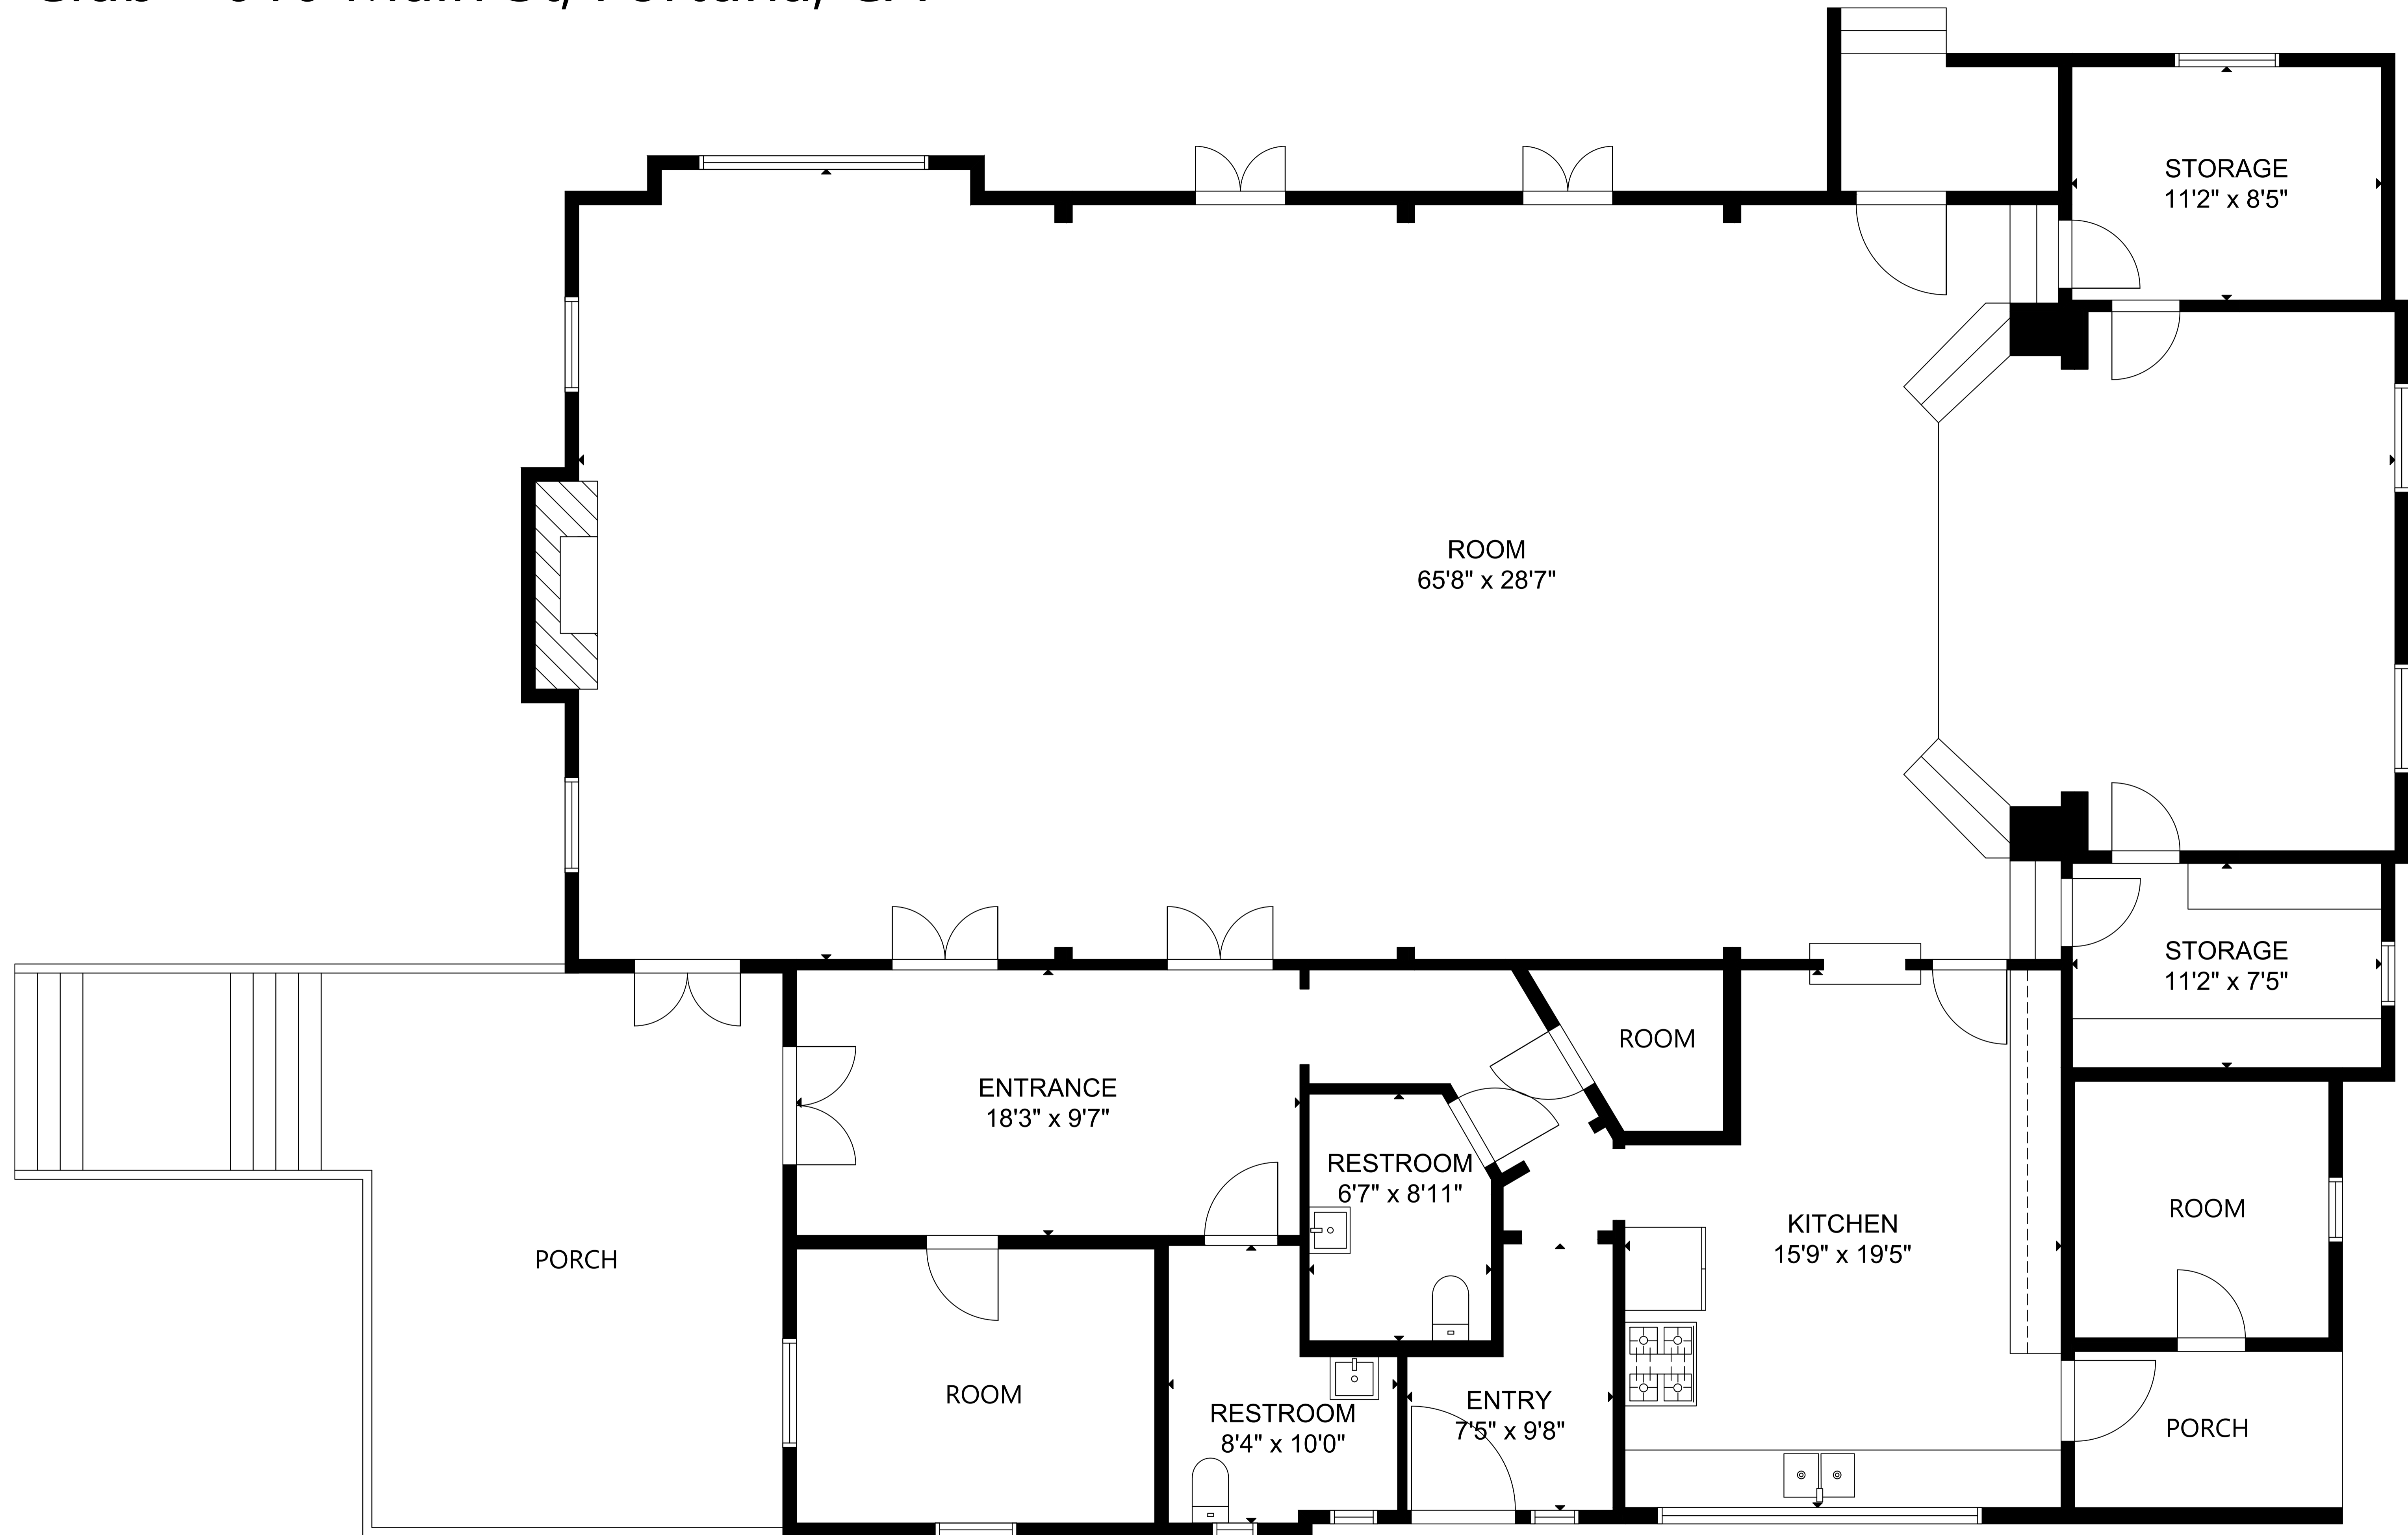 STORAGE
11'2" x 8'5"
ROOM
65'8" x 28'7"
STORAGE
11'2" x 7'5"
ROOM
ENTRANCE
18'3" x 9'7"
RESTROOM
6'7" x 8'11"
KITCHEN
15'9" x 19'5"
ROOM
PORCH
ROOM
RESTROOM
8'4" x 10'0"
ENTRY
7'5" x 9'8"
PORCH